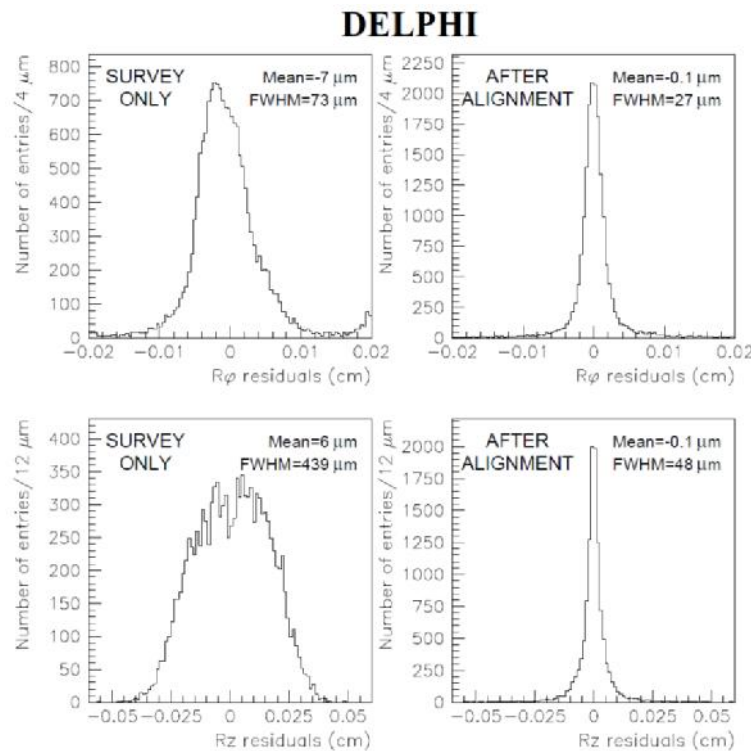 DELPHI
Number of entries/4 μm
800
700
600
500
400
300
200
100
0
SURVEY
ONLY
Mean=-7 μm
FWHM=73 μm
-0.02
-0.01
0
0.01
0.02
Rφ residuals (cm)
Number of entries/4 μm
2250
2000
1750
1500
1250
1000
750
500
250
0
AFTER
ALIGNMENT
Mean=-0.1 μm
FWHM=27 μm
-0.02
-0.01
0
0.01
0.02
Rφ residuals (cm)
Number of entries/12 μm
400
350
300
250
200
150
100
50
0
SURVEY
ONLY
Mean=6 μm
FWHM=439 μm
-0.05
-0.025
0
0.025
0.05
Rz residuals (cm)
Number of entries/12 μm
2000
1750
1500
1250
1000
750
500
250
0
AFTER
ALIGNMENT
Mean=-0.1 μm
FWHM=48 μm
-0.05
-0.025
0
0.025
0.05
Rz residuals (cm)